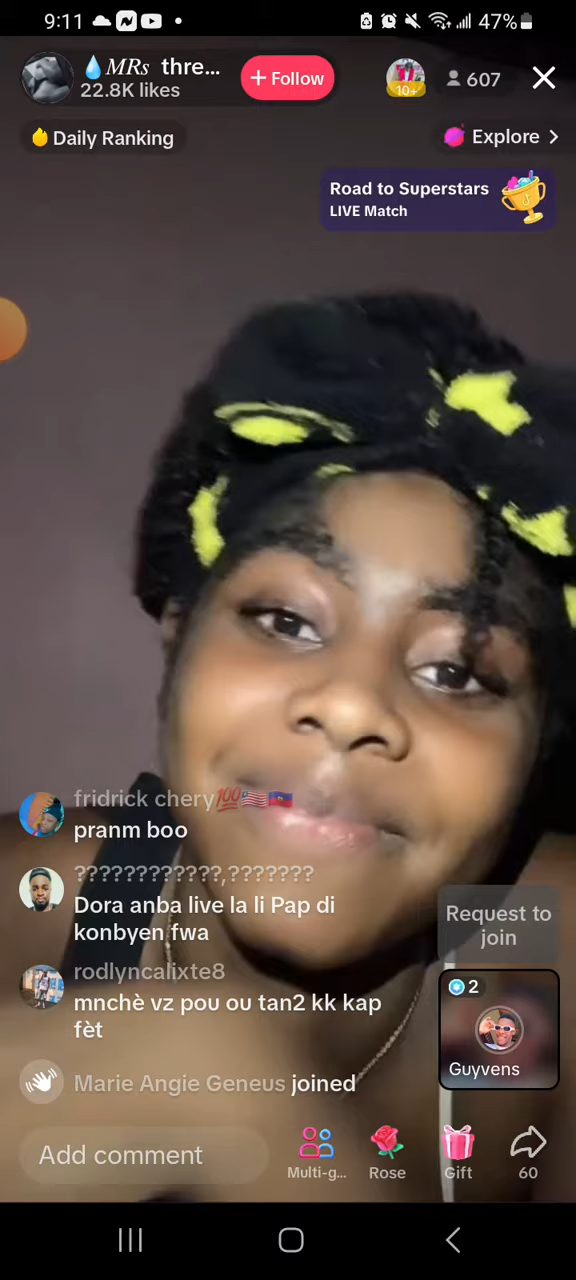 9:11
47%
MRs thre...
22.8K likes
+ Follow
10+
607
Daily Ranking
Explore >
Road to Superstars
LIVE Match
fridrick chery💯🇺🇸🇭🇹
pranm boo
????????????,???????
Dora anba live la li Pap di
konbyen fwa
rodlyncalixte8
mnchè vz pou ou tan2 kk kap
fèt
Marie Angie Geneus joined
Request to
join
2
Guyvens
Add comment
Multi-g...
Rose
Gift
60